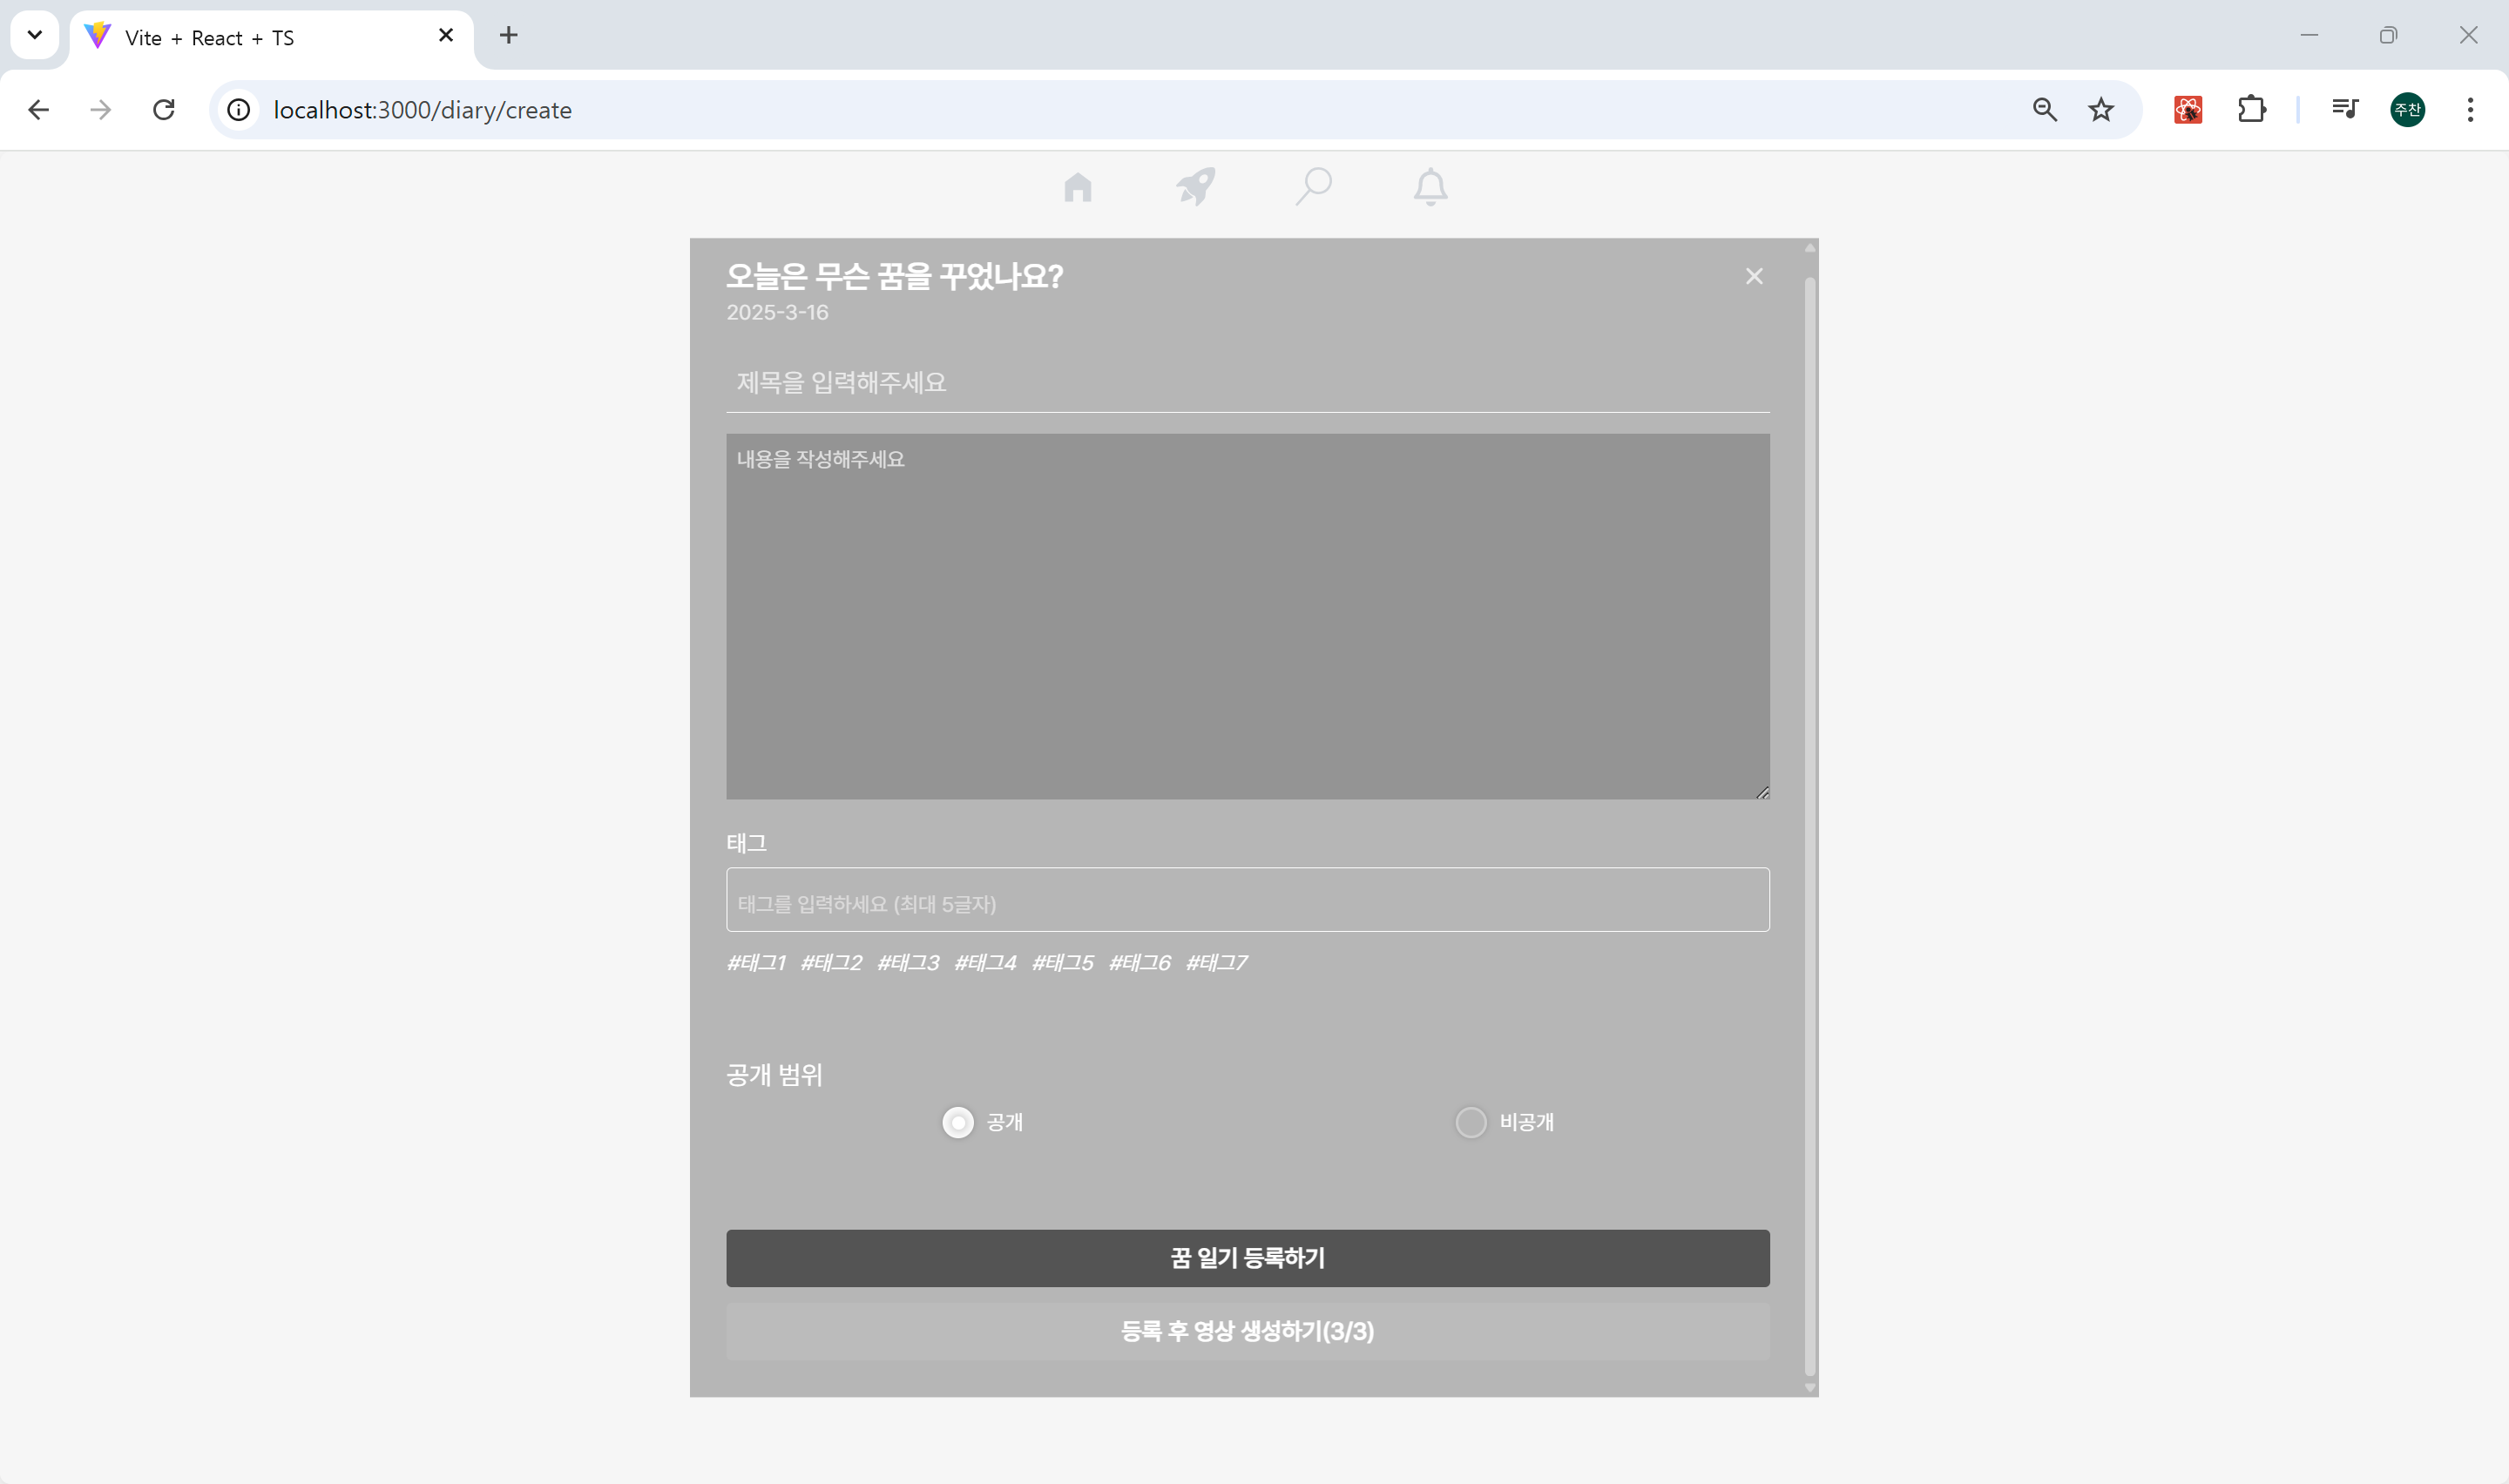 Vite + React + TS
localhost:3000/diary/create
주찬
오늘은 무슨 꿈을 꾸었나요?
2025-3-16
제목을 입력해주세요
내용을 작성해주세요
태그
태그를 입력하세요 (최대 5글자)
#태그1 #태그2 #태그3 #태그4 #태그5 #태그6 #태그7
공개 범위
공개 비공개
꿈 일기 등록하기
등록 후 영상 생성하기(3/3)